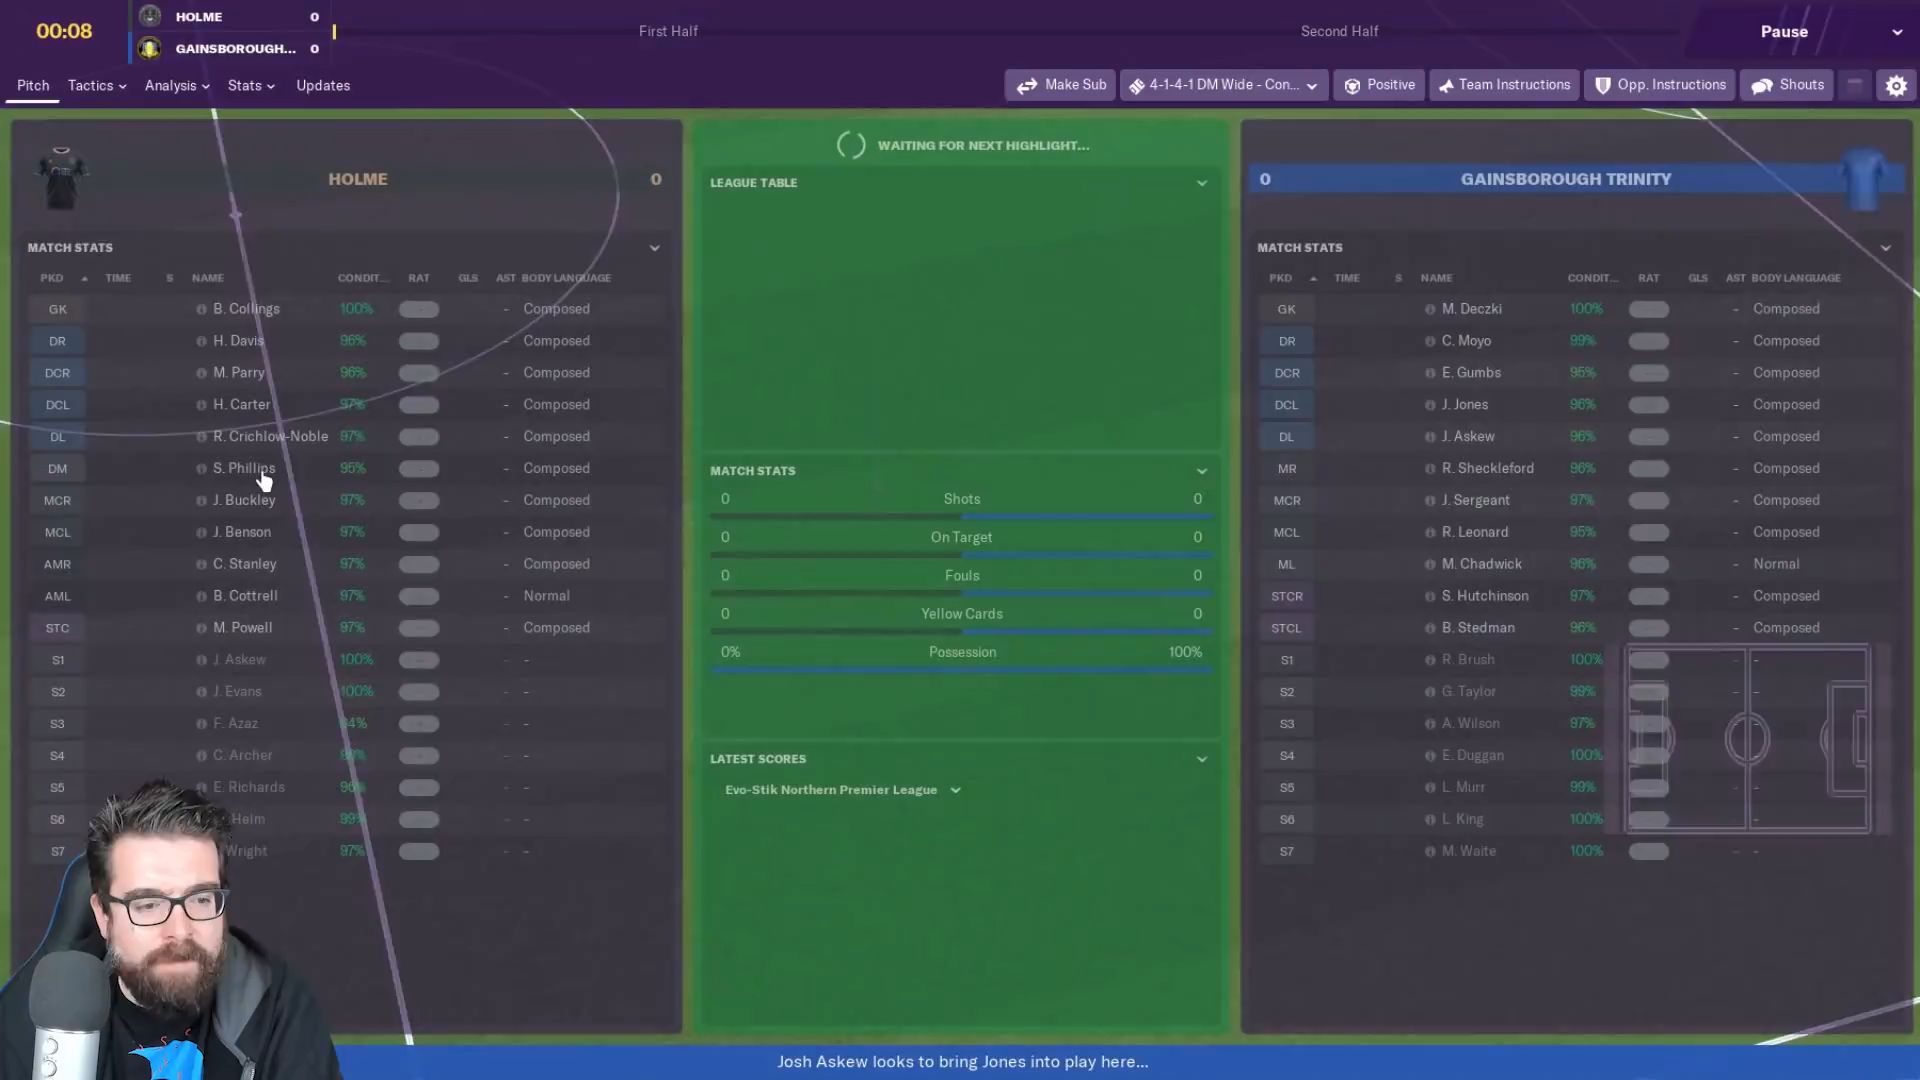 00:08
HOLME 0
GAINSBOROUGH... 0
First Half
Second Half
Pause
Pitch Tactics Analysis Stats Updates
Make Sub 4-1-4-1 DM Wide - Con... Positive Team Instructions Opp. Instructions Shouts
HOLME 0
MATCH STATS
PKD TIME S NAME CONDIT... RAT GLS AST BODY LANGUAGE
GK B. Collings 100% - - Composed
DR H. Davis 96% - - Composed
DCR M. Parry 96% - - Composed
DCL H. Carter 97% - - Composed
DL R. Crichlow-Noble 97% - - Composed
DM S. Phillips 95% - - Composed
MCR J. Buckley 97% - - Composed
MCL J. Benson 97% - - Composed
AMR C. Stanley 97% - - Composed
AML B. Cottrell 97% - - Normal
STC M. Powell 97% - - Composed
S1 J. Askew 100% - - -
S2 J. Evans 100% - - -
S3 F. Azaz - - -
S4 C. Archer - - -
S5 E. Richards - - -
S6 Helm 99% - - -
S7 Wright 97% - - -
WAITING FOR NEXT HIGHLIGHT...
LEAGUE TABLE
MATCH STATS
0 Shots 0
0 On Target 0
0 Fouls 0
0 Yellow Cards 0
0% Possession 100%
LATEST SCORES
Evo-Stik Northern Premier League
0 GAINSBOROUGH TRINITY
MATCH STATS
PKD TIME S NAME CONDIT... RAT GLS AST BODY LANGUAGE
GK M. Deczki 100% - - Composed
DR C. Moyo 99% - - Composed
DCR E. Gumbs 95% - - Composed
DCL J. Jones 96% - - Composed
DL J. Askew 96% - - Composed
MR R. Sheckleford 96% - - Composed
MCR J. Sergeant 97% - - Composed
MCL R. Leonard 95% - - Composed
ML M. Chadwick 96% - - Normal
STCR S. Hutchinson 97% - - Composed
STCL B. Stedman 96% - - Composed
S1 R. Brush 100% - - -
S2 G. Taylor 99% - - -
S3 A. Wilson 97% - - -
S4 E. Duggan 100% - - -
S5 L. Murr 99% - - -
S6 L. King 100% - - -
S7 M. Waite 100% - - -
Josh Askew looks to bring Jones into play here...